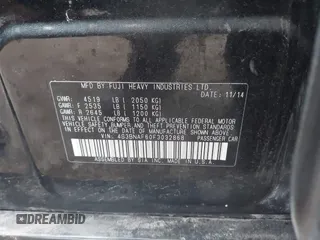 MFD BY FUJI HEAVY INDUSTRIES LTD.
DATE: 11/14
GVWR: 4519 LB ( 2050 KG)
GAWR: F 2535 LB ( 1150 KG)
GAWR: R 2645 LB ( 1200 KG)
THIS VEHICLE CONFORMS TO ALL APPLICABLE
FEDERAL MOTOR VEHICLE SAFETY, BUMPER, AND
THEFT PREVENTION STANDARDS IN EFFECT ON
THE DATE OF MANUFACTURE SHOWN ABOVE.
VIN: 4S3BNAF60F3032868 PASSENGER CAR
ASSEMBLED BY SIA, INC. MADE IN U.S.A.
DREAMBID